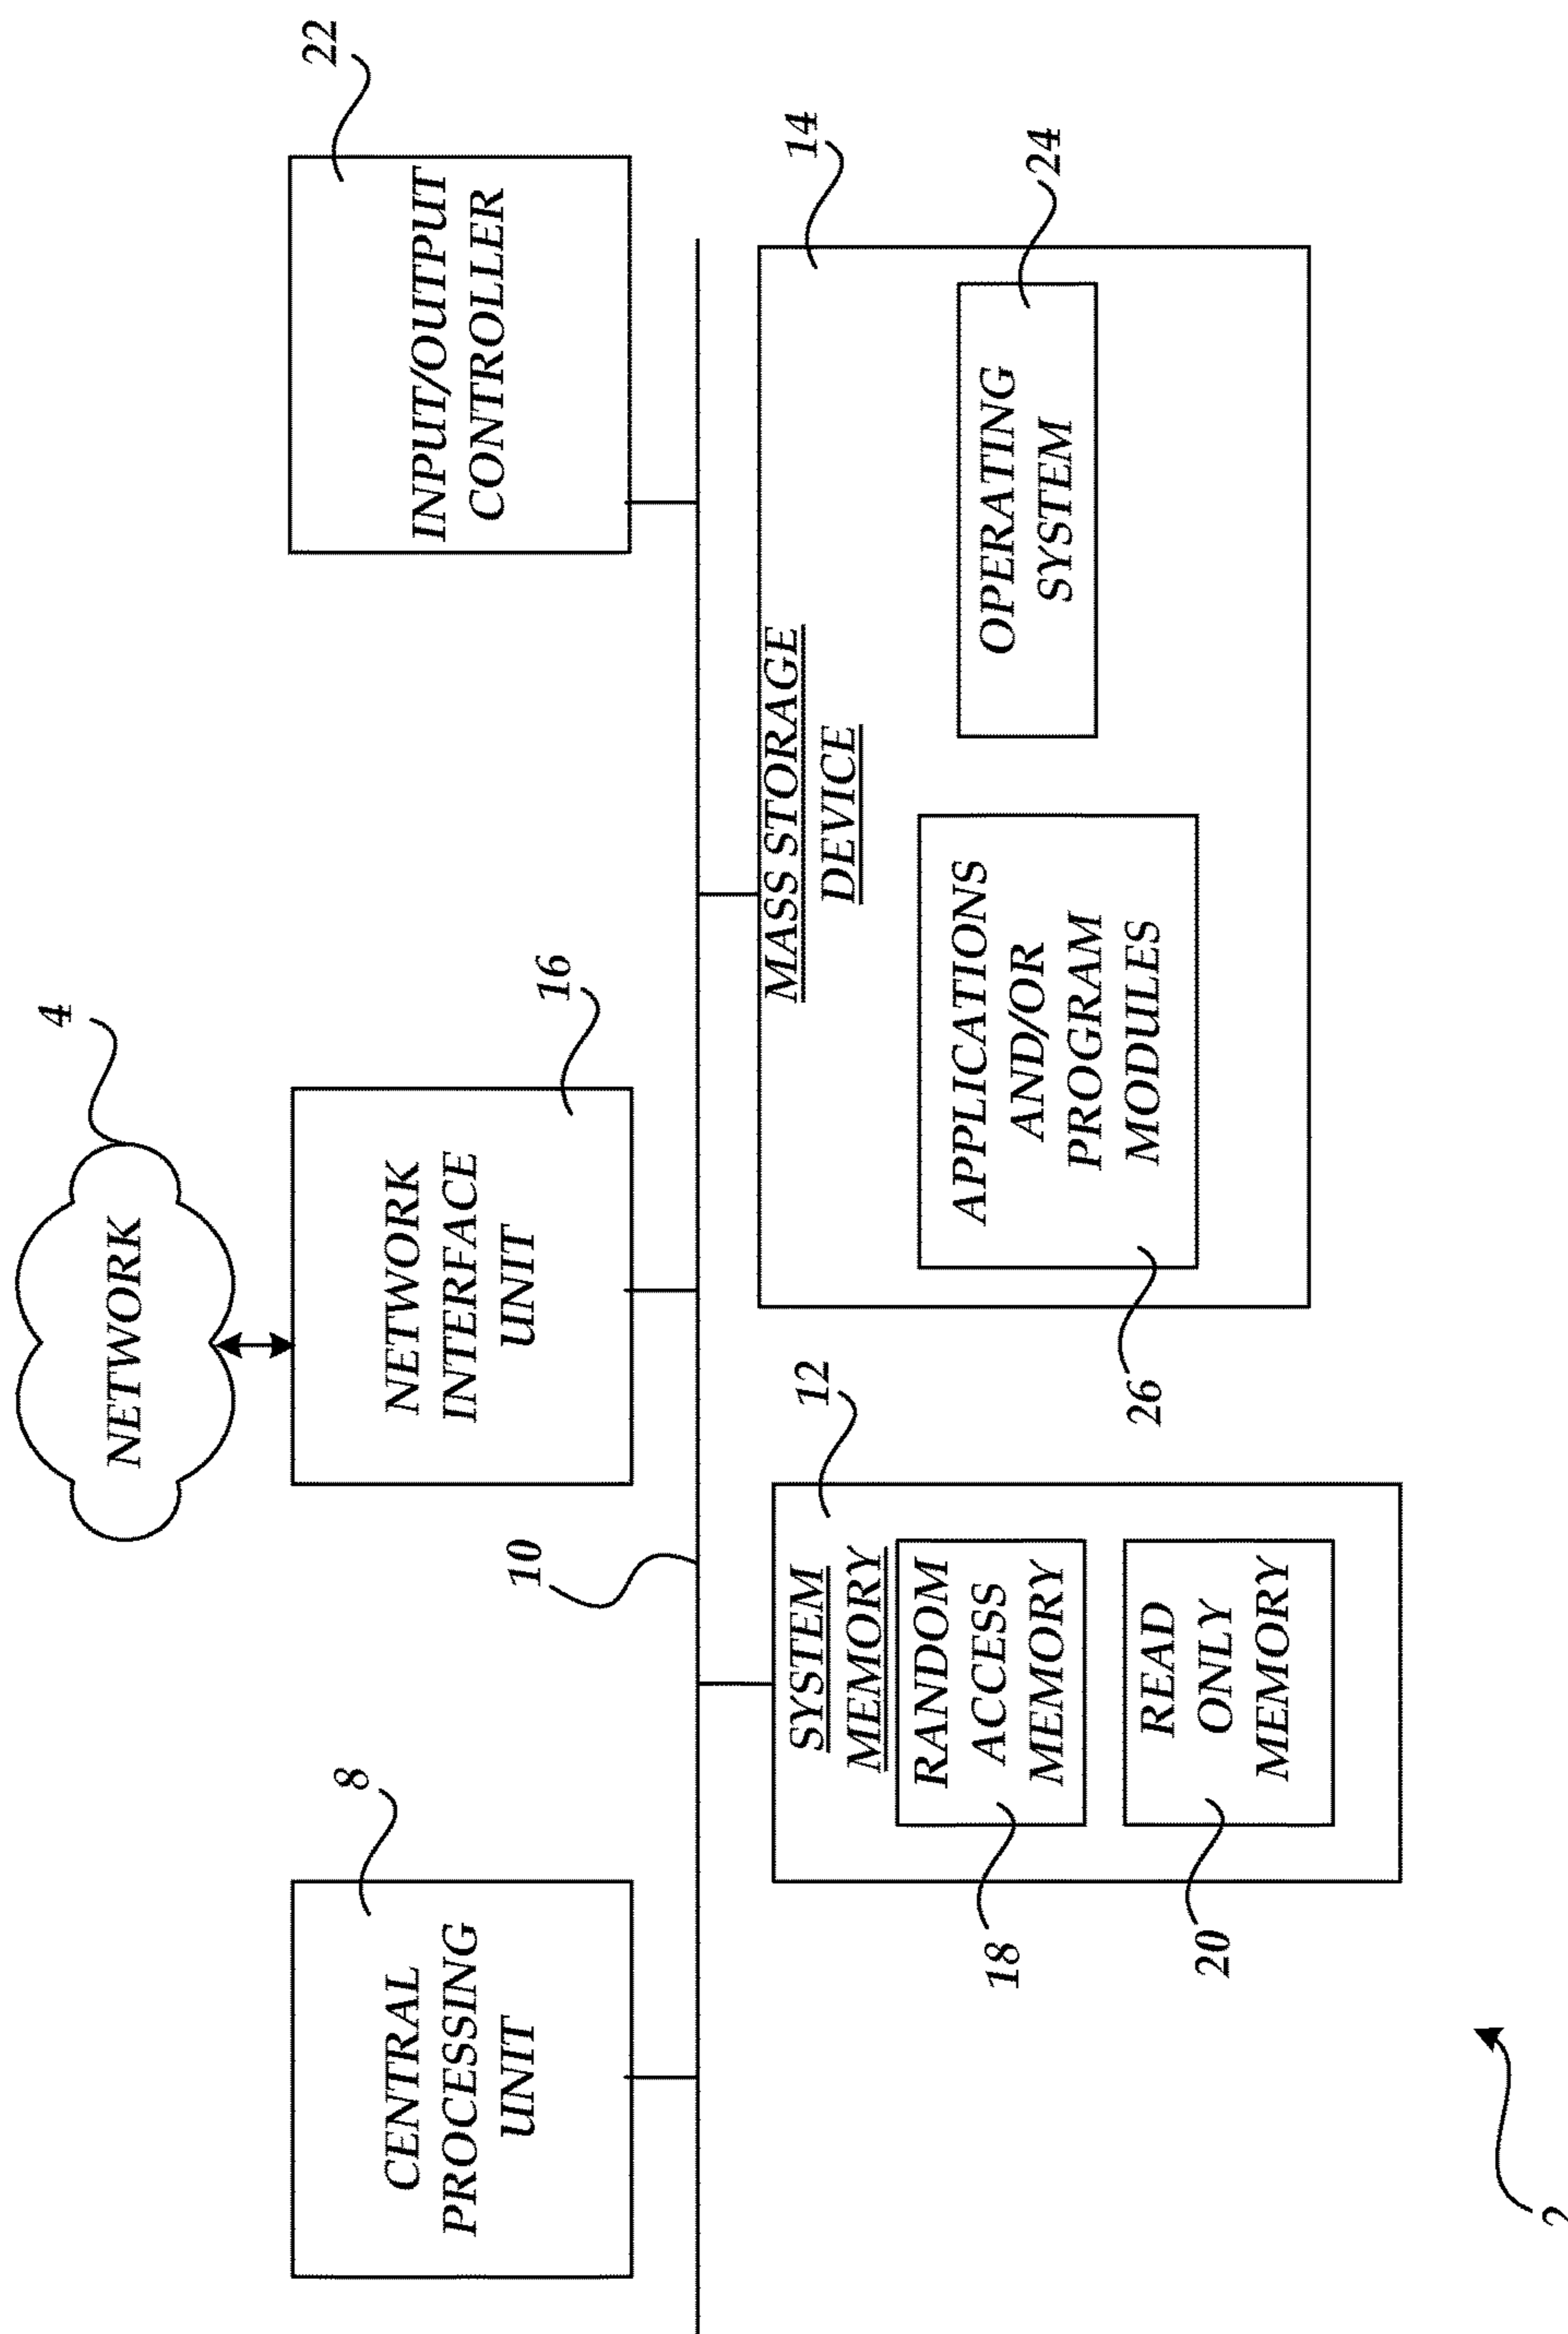 4
NETWORK
8
CENTRAL
PROCESSING
UNIT
16
NETWORK
INTERFACE
UNIT
22
INPUT/OUTPUT
CONTROLLER
10
12
SYSTEM
MEMORY
RANDOM
ACCESS
MEMORY
18
READ
ONLY
MEMORY
20
14
MASS STORAGE
DEVICE
APPLICATIONS
AND/OR
PROGRAM
MODULES
26
OPERATING
SYSTEM
24
2